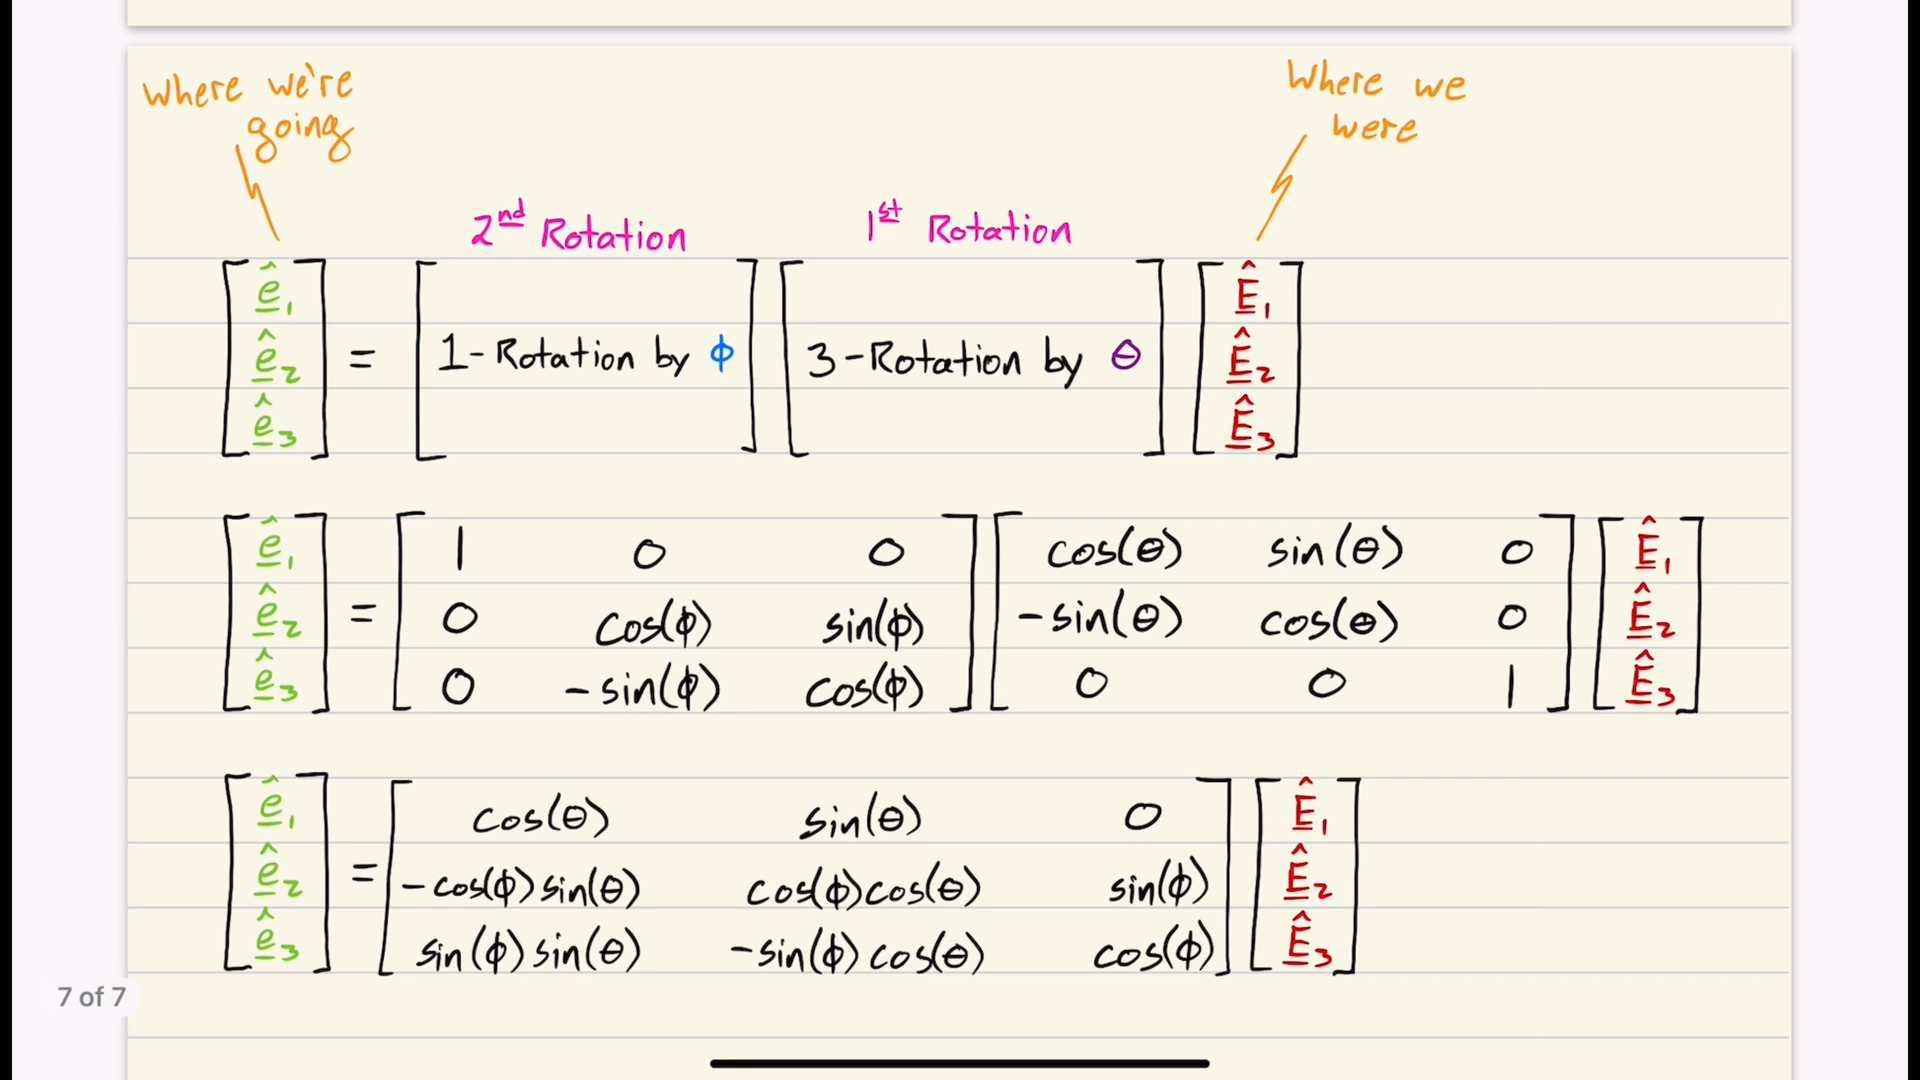 Where we're going
Where we were
2nd Rotation 1st Rotation
[ê1 ê2 ê3] = [1-Rotation by φ] [3-Rotation by θ] [Ê1 Ê2 Ê3]
ê1 1 0 0 cos(θ) sin(θ) 0 Ê1
ê2 = 0 cos(φ) sin(φ) -sin(θ) cos(θ) 0 Ê2
ê3 0 -sin(φ) cos(φ) 0 0 1 Ê3
ê1 cos(θ) sin(θ) 0 Ê1
ê2 = -cos(φ)sin(θ) cos(φ)cos(θ) sin(φ) Ê2
ê3 sin(φ)sin(θ) -sin(φ)cos(θ) cos(φ) Ê3
7 of 7